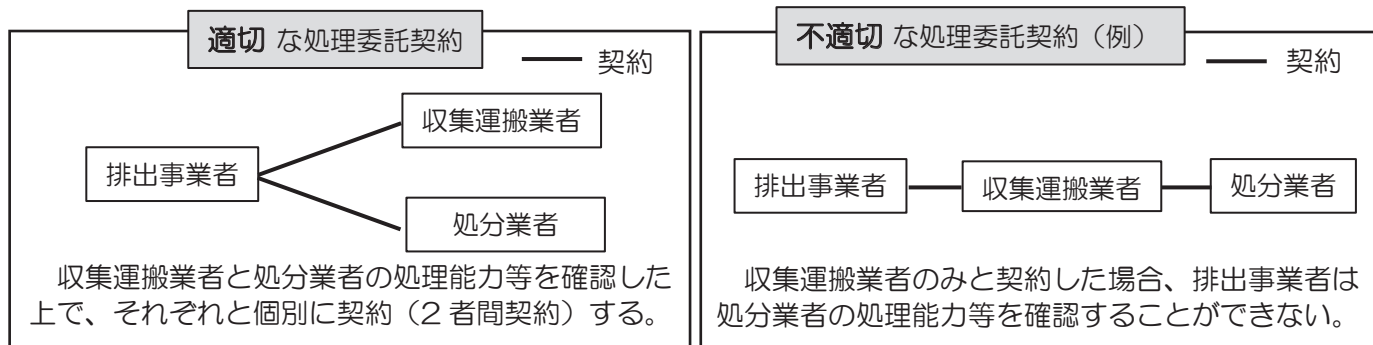 適切 な処理委託契約
契約
収集運搬業者
排出事業者
処分業者
収集運搬業者と処分業者の処理能力等を確認した
上で、それぞれと個別に契約（2 者間契約）する。
不適切 な処理委託契約（例）
契約
排出事業者
収集運搬業者
処分業者
収集運搬業者のみと契約した場合、排出事業者は
処分業者の処理能力等を確認することができない。